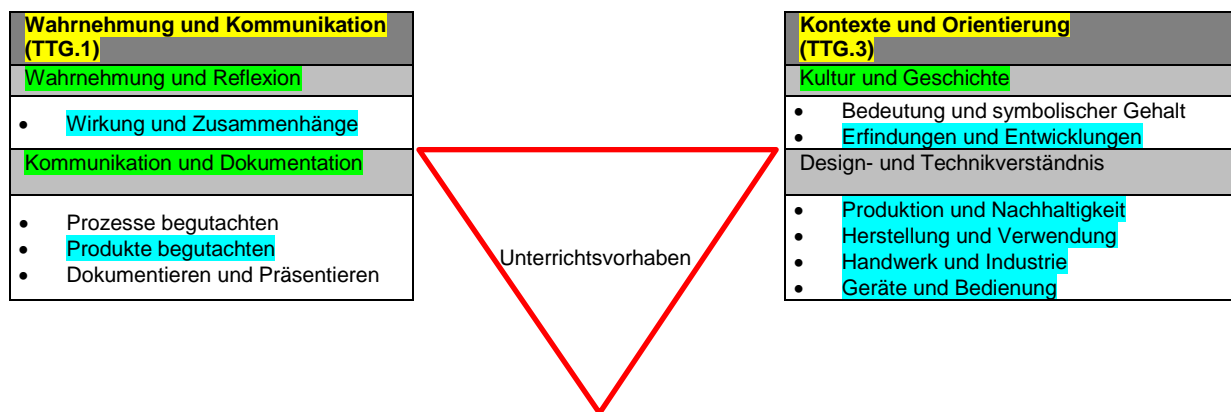 Wahrnehmung und Kommunikation
(TTG.1)
Wahrnehmung und Reflexion
• Wirkung und Zusammenhänge
Kommunikation und Dokumentation
• Prozesse begutachten
• Produkte begutachten
• Dokumentieren und Präsentieren
Unterrichtsvorhaben
Kontexte und Orientierung
(TTG.3)
Kultur und Geschichte
• Bedeutung und symbolischer Gehalt
• Erfindungen und Entwicklungen
Design- und Technikverständnis
• Produktion und Nachhaltigkeit
• Herstellung und Verwendung
• Handwerk und Industrie
• Geräte und Bedienung